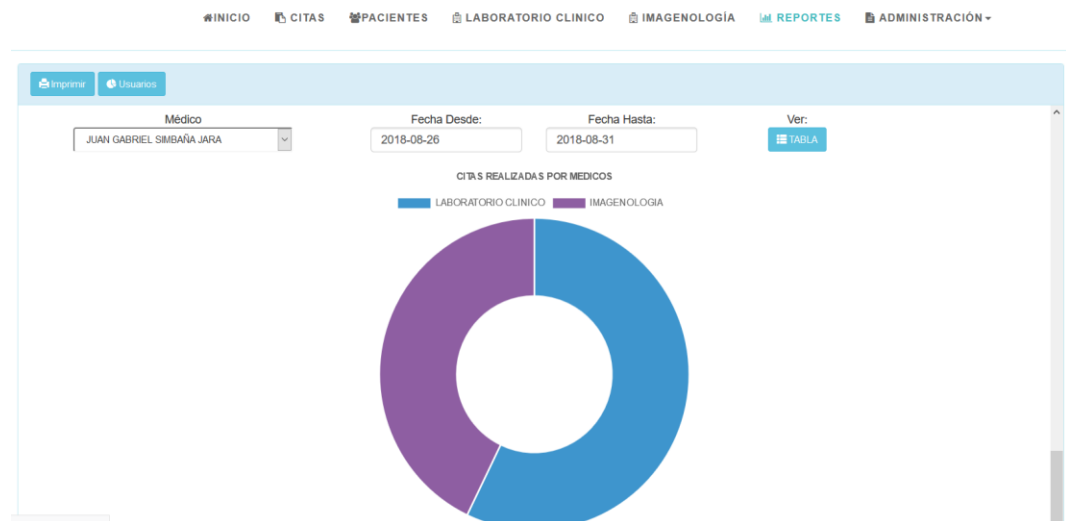 INICIO CITAS PACIENTES LABORATORIO CLINICO IMAGENOLOGÍA REPORTES ADMINISTRACIÓN
Imprimir Usuarios
Médico Fecha Desde: Fecha Hasta: Ver:
JUAN GABRIEL SIMBAÑA JARA 2018-08-26 2018-08-31 TABLA
CITAS REALIZADAS POR MEDICOS
LABORATORIO CLINICO IMAGENOLOGIA